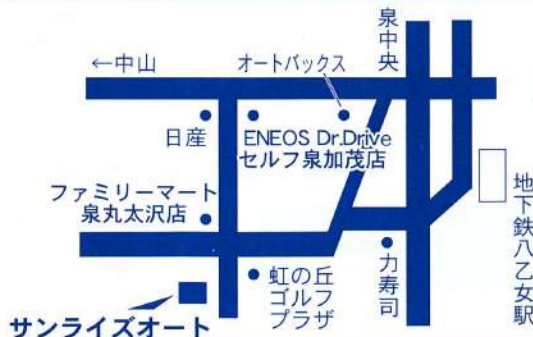 ←中山
オートバックス
泉中央
日産
ENEOS Dr.Drive
セルフ泉加茂店
ファミリーマート
泉丸太沢店
地下鉄八乙女駅
虹の丘
ゴルフ
プラザ
力寿司
サンライズオート